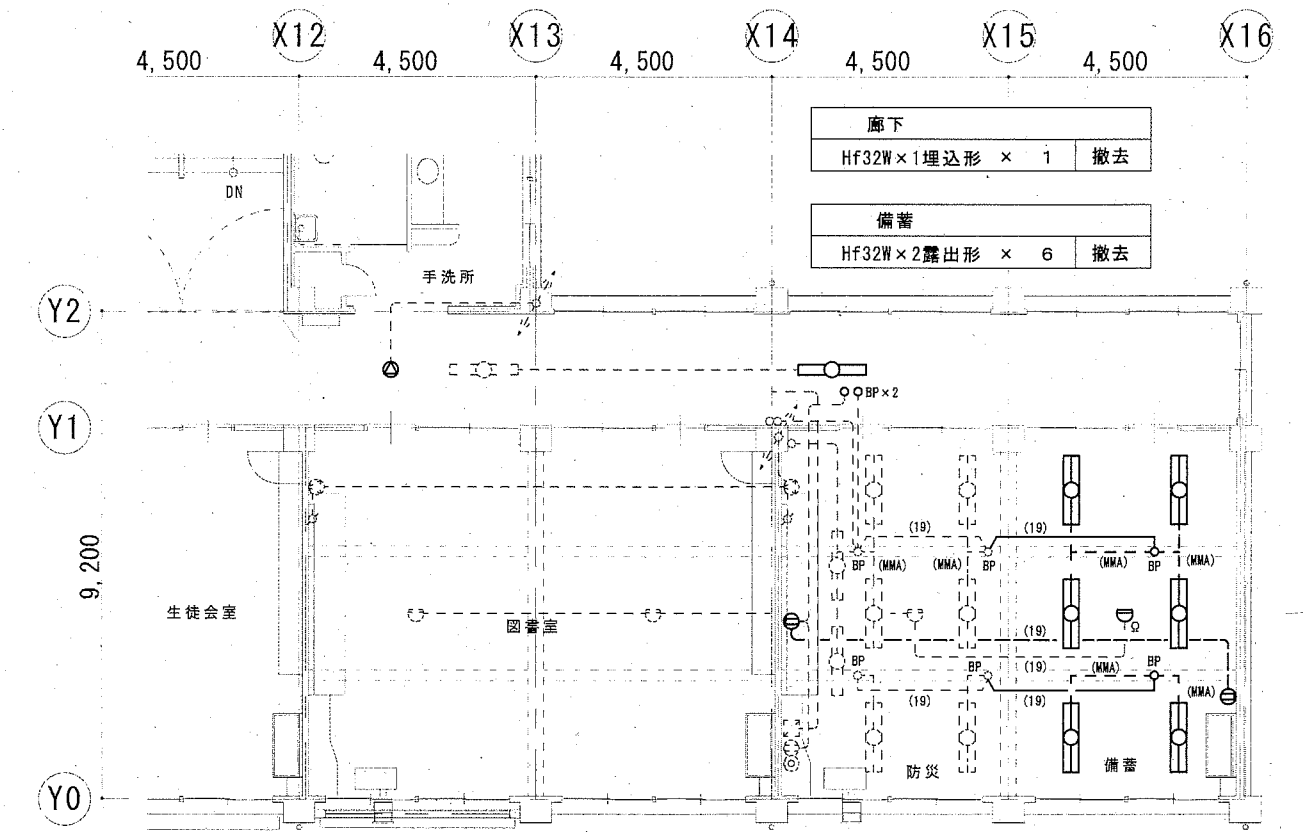 X12 X13 X14 X15 X16
4,500 4,500 4,500 4,500 4,500
廊下
Hf32W×1埋込形 × 1 撤去
備蓄
Hf32W×2露出形 × 6 撤去
DN
手洗所
Y2
BP×2
Y1
(19) (19)
BP (MMA) (MMA) BP (MMA) BP (MMA)
9,200
生徒会室
図書室
Ω
(19)
BP BP (19) (MMA) BP
(19) (19) (MMA)
防災 備蓄
Y0